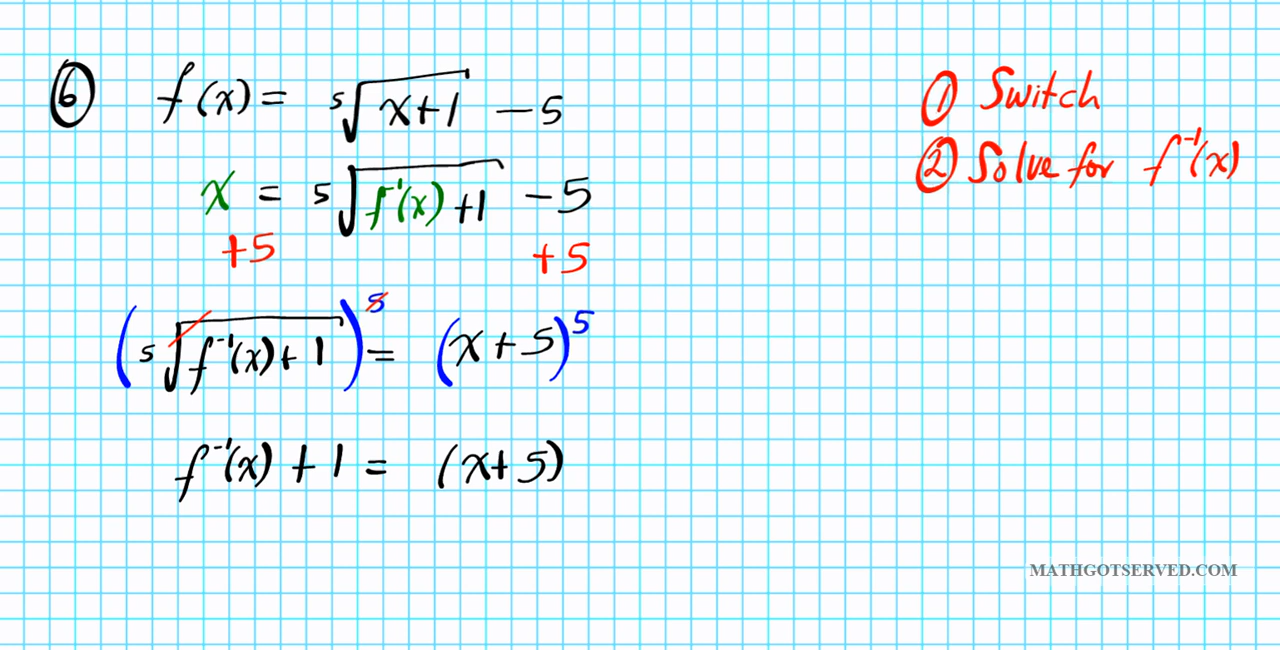 ⑥ f(x) = ⁵√(x+1) − 5
① Switch
② Solve for f⁻¹(x)
x = ⁵√(f⁻¹(x) + 1) − 5
+5 +5
(⁵√(f⁻¹(x) + 1))⁵ = (x + 5)⁵
f⁻¹(x) + 1 = (x+5)
MATHGOTSERVED.COM